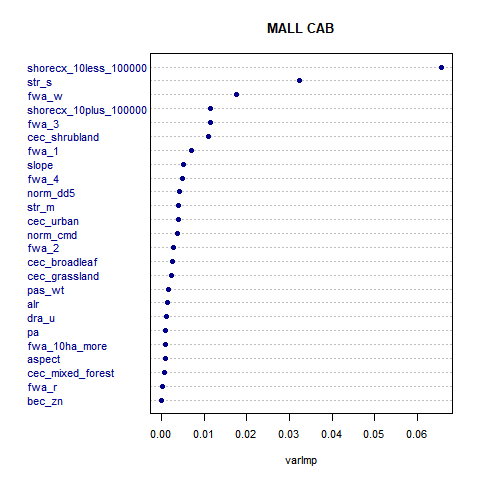 MALL CAB
shorecx_10less_100000
str_s
fwa_w
shorecx_10plus_100000
fwa_3
cec_shrubland
fwa_1
slope
fwa_4
norm_dd5
str_m
cec_urban
norm_cmd
fwa_2
cec_broadleaf
cec_grassland
pas_wt
alr
dra_u
pa
fwa_10ha_more
aspect
cec_mixed_forest
fwa_r
bec_zn
0.00 0.01 0.02 0.03 0.04 0.05 0.06
varImp